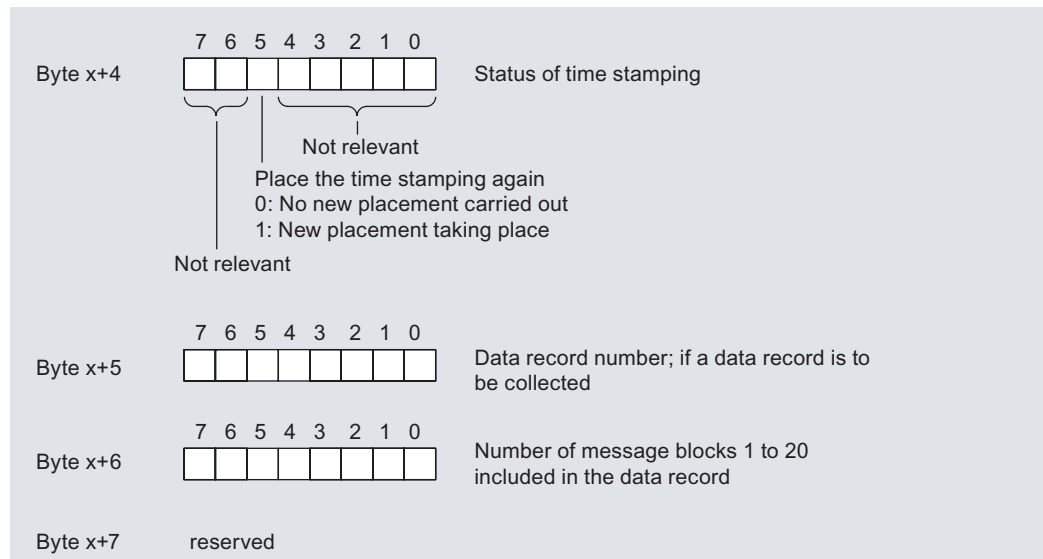 7 6 5 4 3 2 1 0
Byte x+4
Status of time stamping
Not relevant
Place the time stamping again
0: No new placement carried out
1: New placement taking place
Not relevant
7 6 5 4 3 2 1 0
Byte x+5
Data record number; if a data record is to
be collected
7 6 5 4 3 2 1 0
Byte x+6
Number of message blocks 1 to 20
included in the data record
Byte x+7
reserved